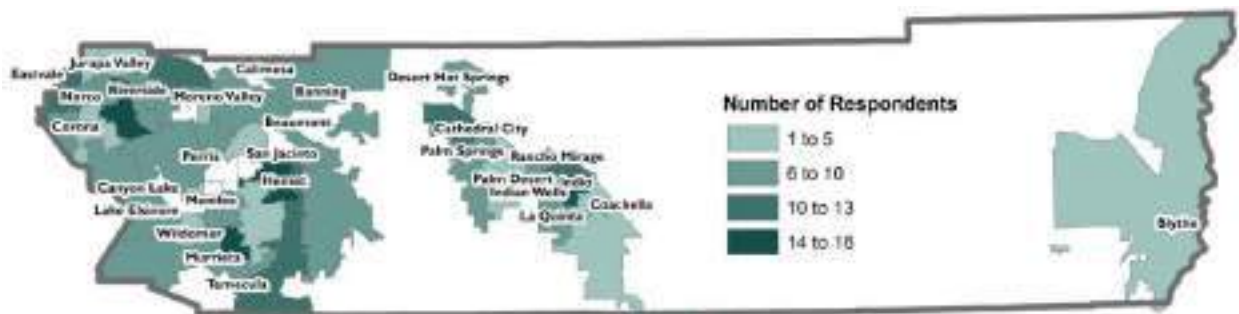 Jurupa Valley
Calimesa
Eastvale
Desert Hot Springs
Norco
Riverside
Moreno Valley
Banning
Number of Respondents
Corona
Beaumont
Cathedral City
1 to 5
Perris
San Jacinto
Palm Springs
Rancho Mirage
6 to 10
Canyon Lake
Hemet
Palm Desert
Indio
Menifee
Indian Wells
Lake Elsinore
La Quinta
Coachella
10 to 13
Wildomar
Blythe
14 to 16
Murrieta
Temecula